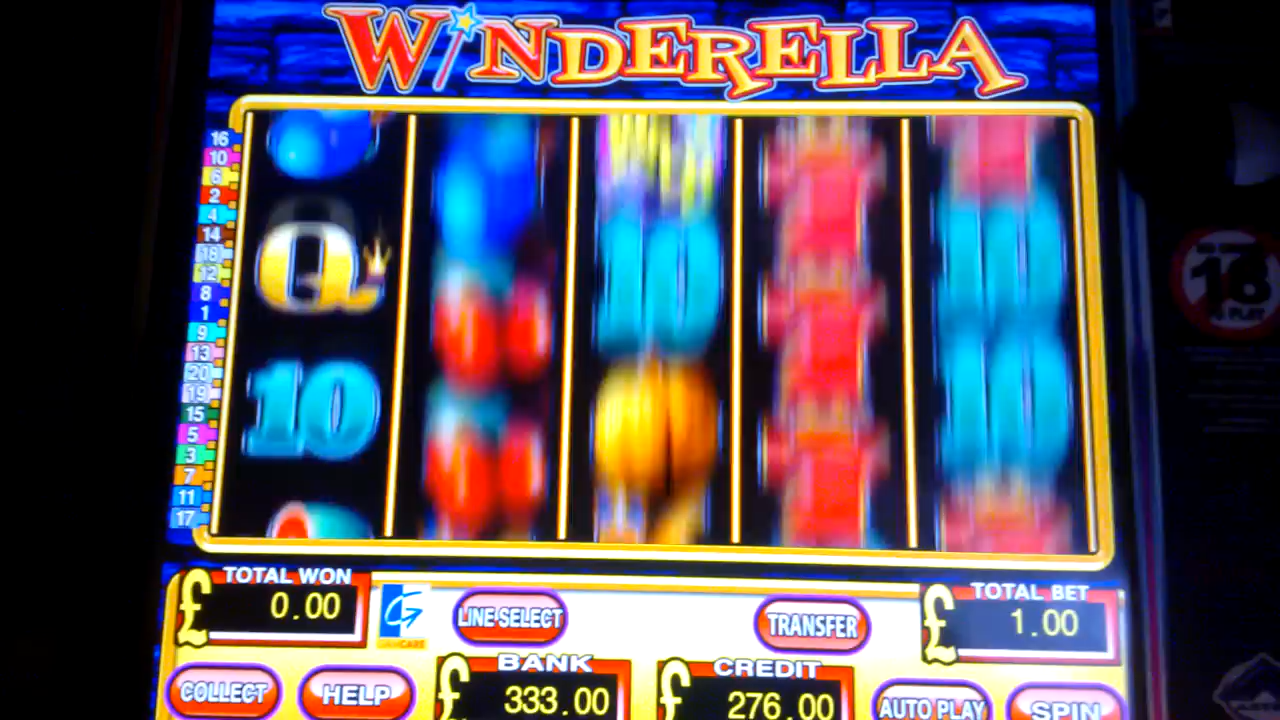 WINDERELLA
16
10
6
2
4
14
18
12
8
1
9
13
20
19
15
5
3
7
11
17
Q
10
10
18
TOTAL WON
£ 0.00
LINE SELECT
TRANSFER
TOTAL BET
£ 1.00
COLLECT
HELP
BANK
£ 333.00
CREDIT
£ 276.00
AUTO PLAY
SPIN